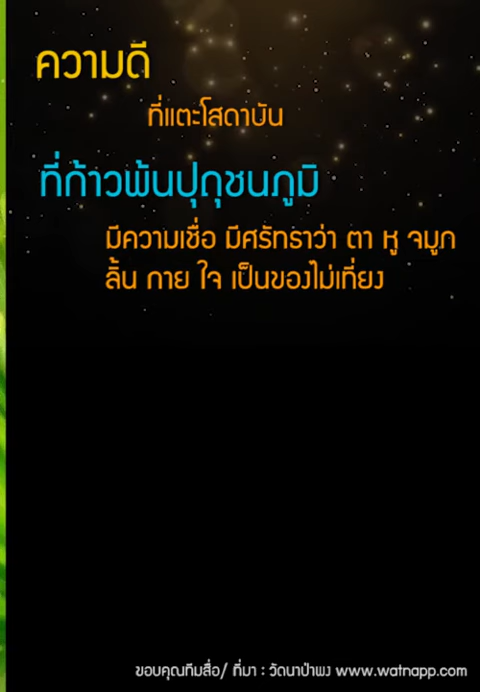 ความดี
ที่แตะโสดาบัน
ที่ก้าวพ้นปุถุชนภูมิ
มีความเชื่อ มีศรัทธาว่า ตา หู จมูก
ลิ้น กาย ใจ เป็นของไม่เที่ยง
ขอบคุณทีมสื่อ/ ที่มา : วัดนาป่าพง www.watnapp.com